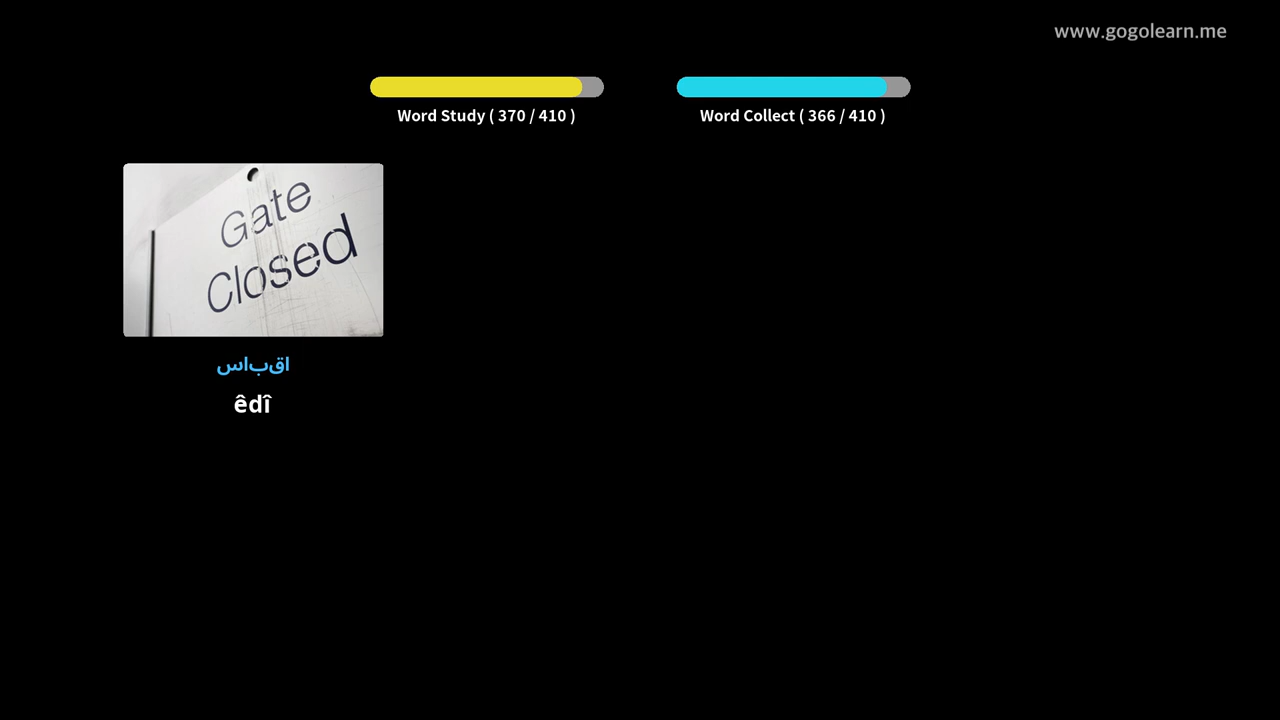 www.gogolearn.me
Word Study ( 370 / 410 )
Word Collect ( 366 / 410 )
Gate
Closed
اقباس
êdî